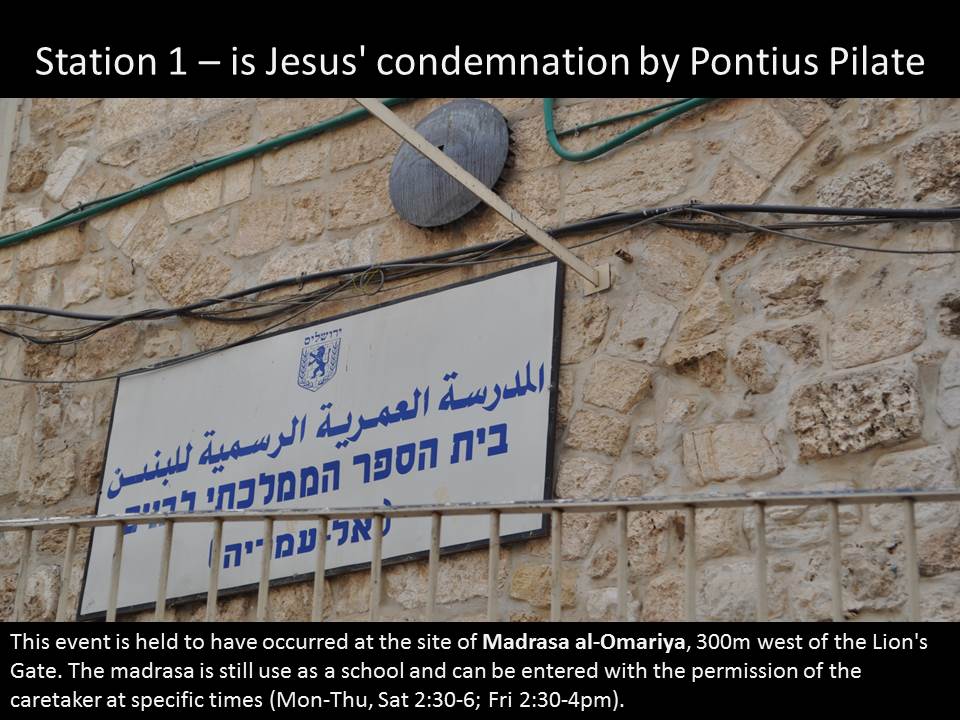 Station 1 – is Jesus' condemnation by Pontius Pilate
ירושלים
المدرسة العمرية الرسمية للبنين
בית הספר הממלכתי לבנים
(אל-עמריה)
This event is held to have occurred at the site of Madrasa al-Omariya, 300m west of the Lion's
Gate. The madrasa is still use as a school and can be entered with the permission of the
caretaker at specific times (Mon-Thu, Sat 2:30-6; Fri 2:30-4pm).